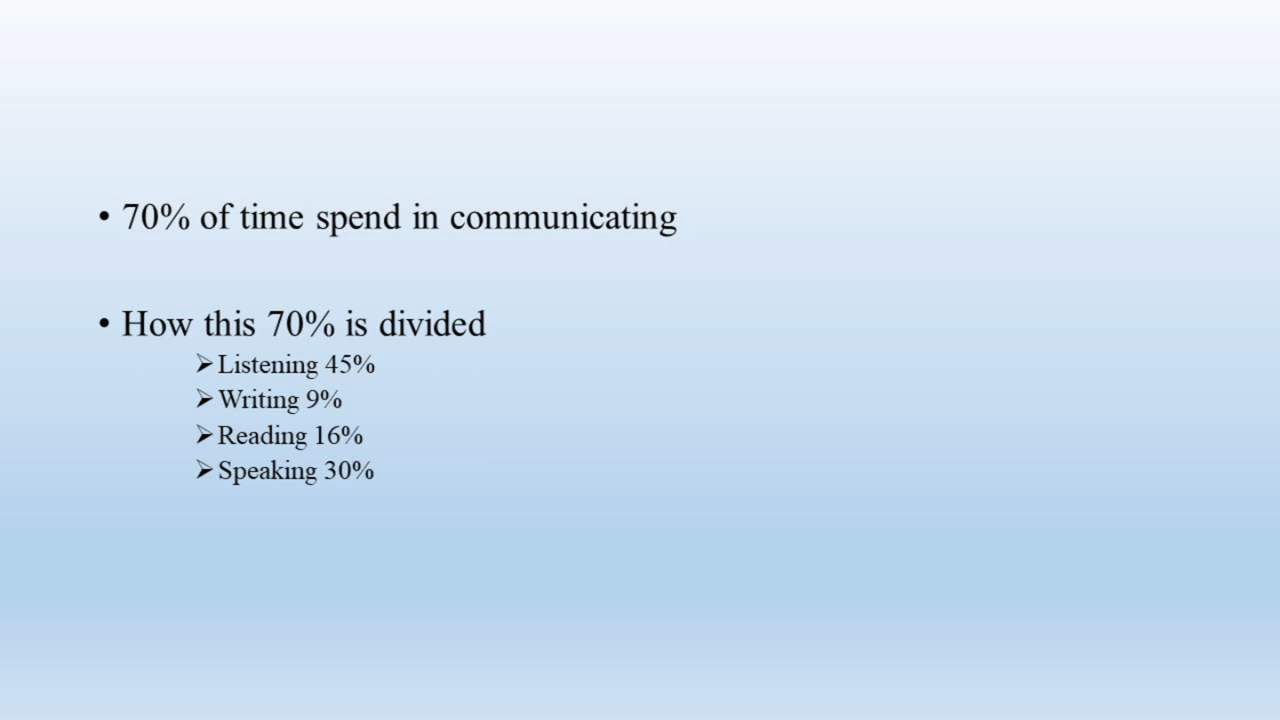 • 70% of time spend in communicating
• How this 70% is divided
➢ Listening 45%
➢ Writing 9%
➢ Reading 16%
➢ Speaking 30%